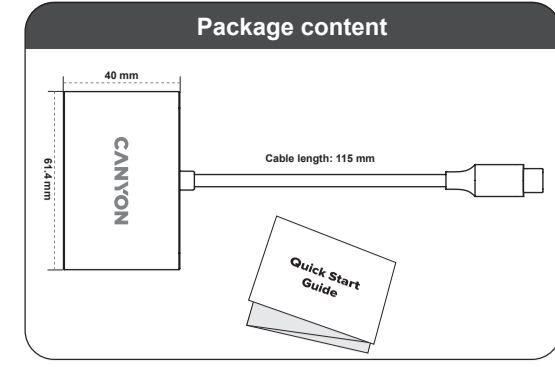 Package content
40 mm
61.4 mm
CANYON
Cable length: 115 mm
Quick Start
Guide